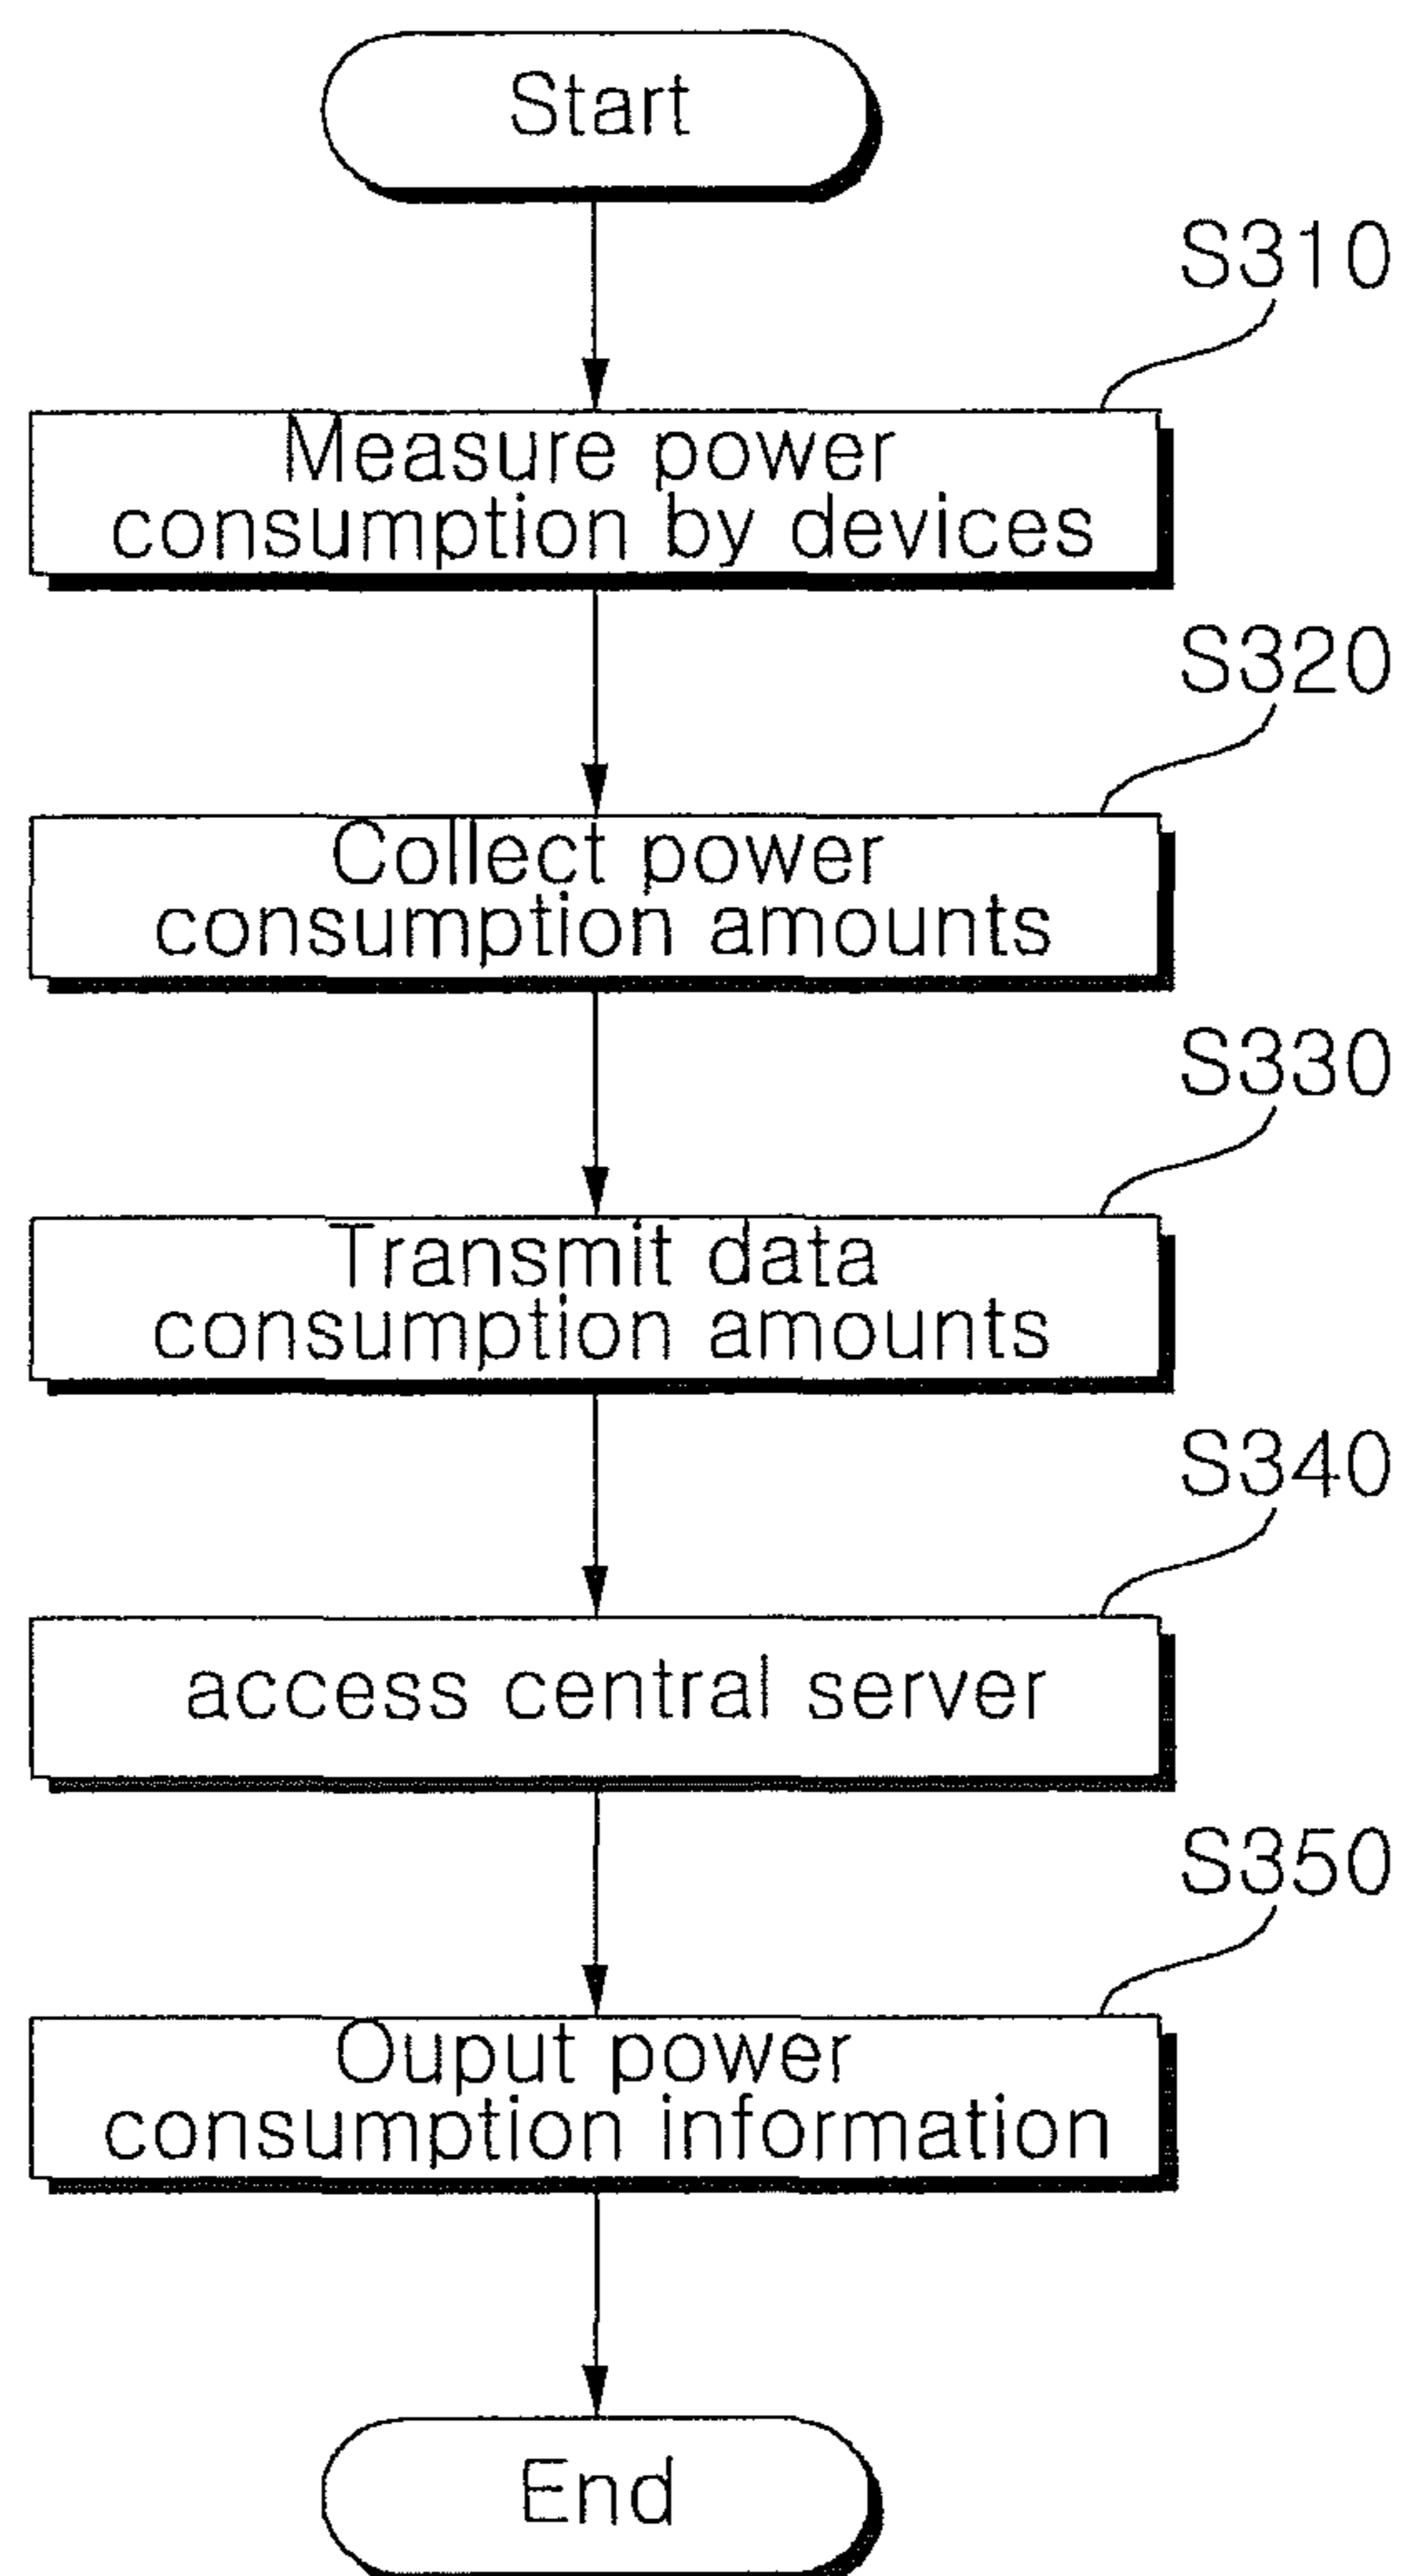 Start
S310
Measure power
consumption by devices
S320
Collect power
consumption amounts
S330
Transmit data
consumption amounts
S340
access central server
S350
Ouput power
consumption information
End